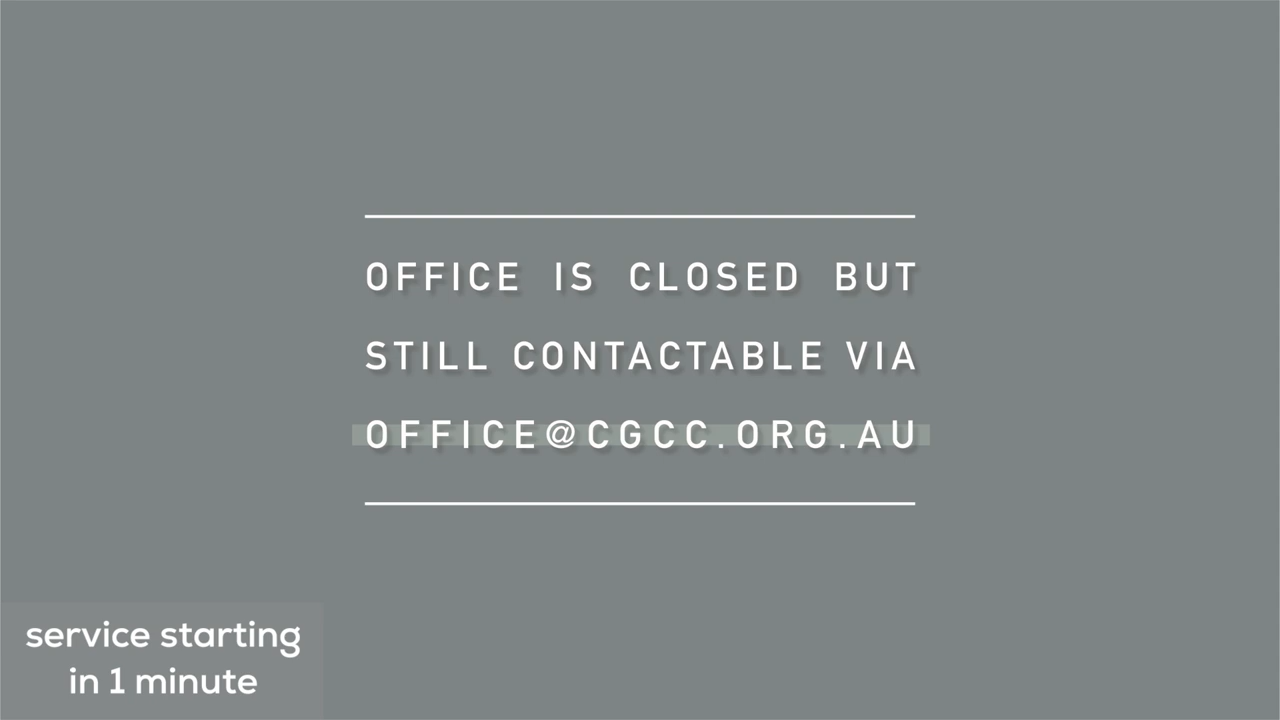 OFFICE IS CLOSED BUT
STILL CONTACTABLE VIA
OFFICE@CGCC.ORG.AU
service starting
in 1 minute